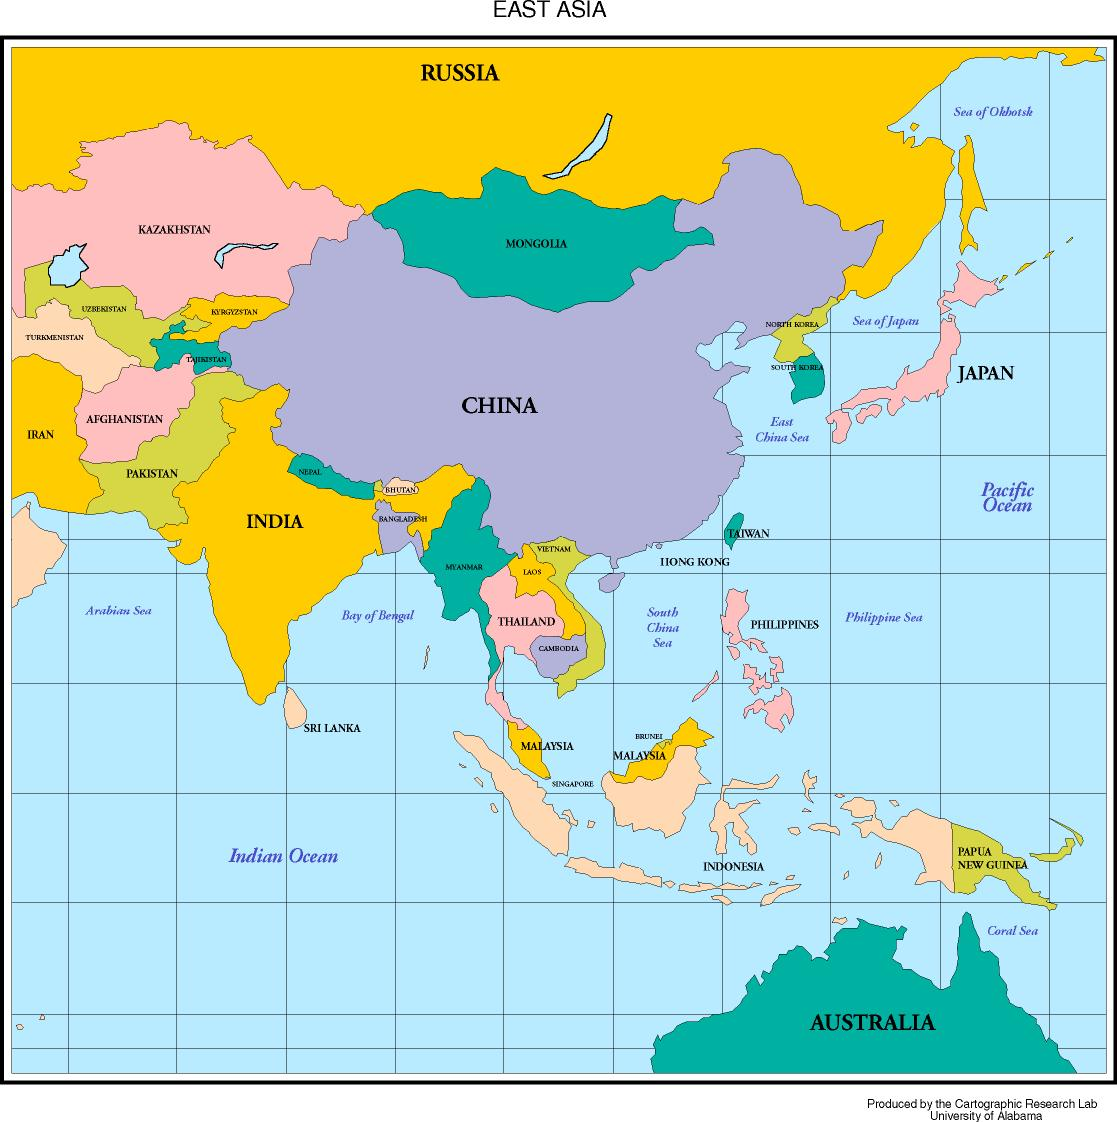 EAST ASIA
RUSSIA
Sea of Okhotsk
KAZAKHSTAN
MONGOLIA
UZBEKISTAN
KYRGYZSTAN
TURKMENISTAN
NORTH KOREA
Sea of Japan
TAJIKISTAN
SOUTH KOREA
JAPAN
CHINA
AFGHANISTAN
IRAN
East
China Sea
PAKISTAN
NEPAL
BHUTAN
Pacific
Ocean
INDIA
BANGLADESH
TAIWAN
VIETNAM
HONG KONG
MYANMAR
LAOS
Arabian Sea
Bay of Bengal
South
China
Sea
Philippine Sea
THAILAND
PHILIPPINES
CAMBODIA
SRI LANKA
BRUNEI
MALAYSIA
MALAYSIA
SINGAPORE
Indian Ocean
PAPUA
NEW GUINEA
INDONESIA
Coral Sea
AUSTRALIA
Produced by the Cartographic Research Lab
University of Alabama